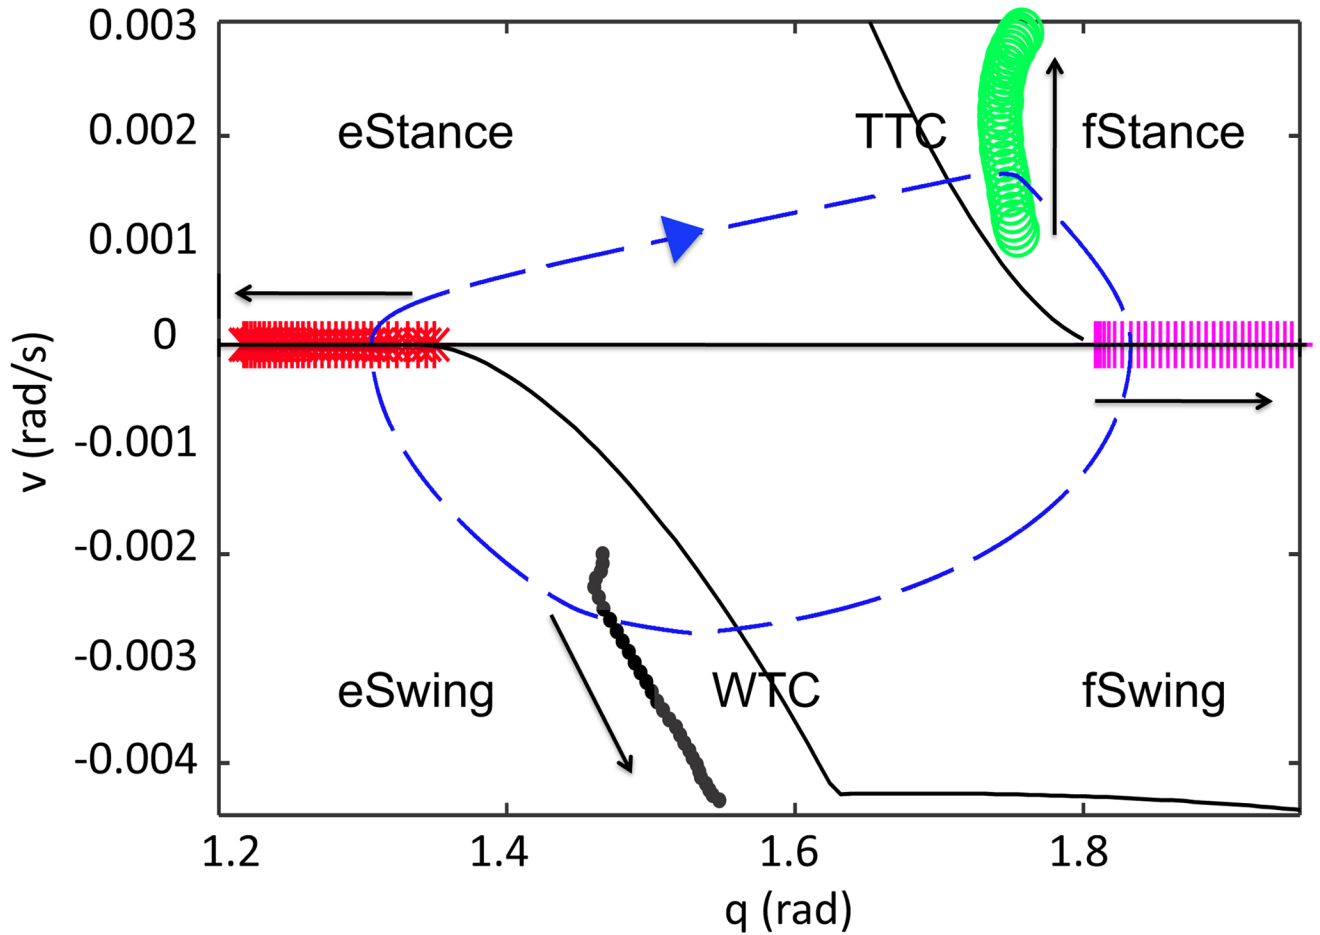 0.003
0.002
0.001
0
-0.001
-0.002
-0.003
-0.004
v (rad/s)
eStance
TTC
fStance
eSwing
WTC
fSwing
1.2
1.4
1.6
1.8
q (rad)